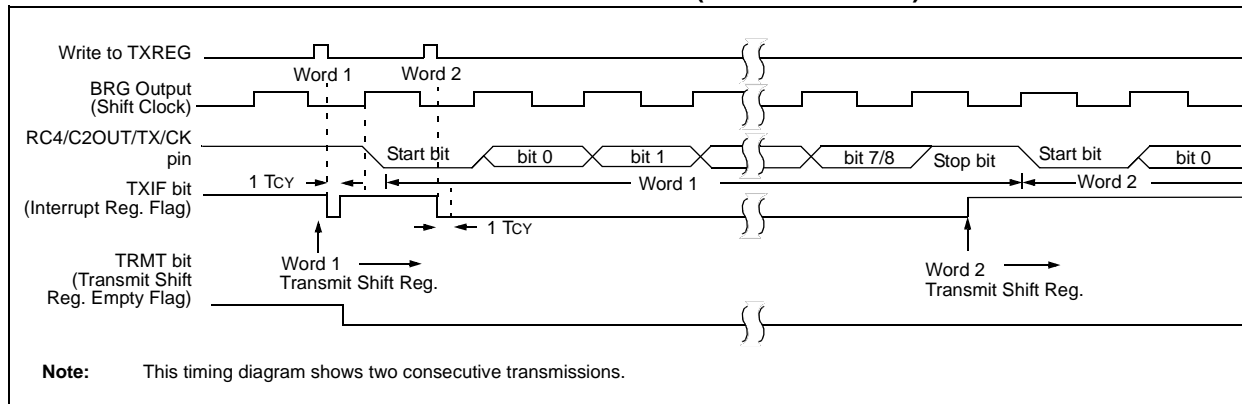 Write to TXREG
Word 1
Word 2
BRG Output
(Shift Clock)
RC4/C2OUT/TX/CK
pin
Start bit
bit 0
bit 1
bit 7/8
Stop bit
Start bit
bit 0
1 TCY
Word 1
Word 2
TXIF bit
(Interrupt Reg. Flag)
1 TCY
TRMT bit
(Transmit Shift
Reg. Empty Flag)
Word 1
Transmit Shift Reg.
Word 2
Transmit Shift Reg.
Note: This timing diagram shows two consecutive transmissions.